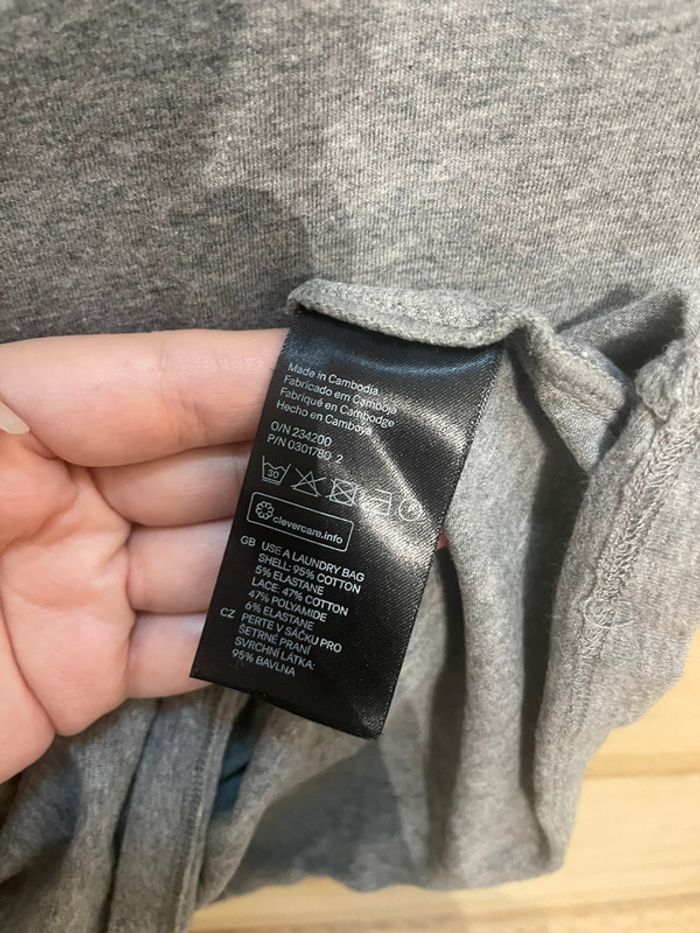 Made in Cambodia
Fabricado em Camboja
Fabriqué en Cambodge
Hecho en Camboya
O/N 234200
P/N 0301780 2
30
clevercare.info
GB USE A LAUNDRY BAG
SHELL: 95% COTTON
5% ELASTANE
LACE: 47% COTTON
47% POLYAMIDE
6% ELASTANE
CZ PERTE V SÁČKU PRO
ŠETRNÉ PRANÍ
SVRCHNÍ LÁTKA:
95% BAVLNA